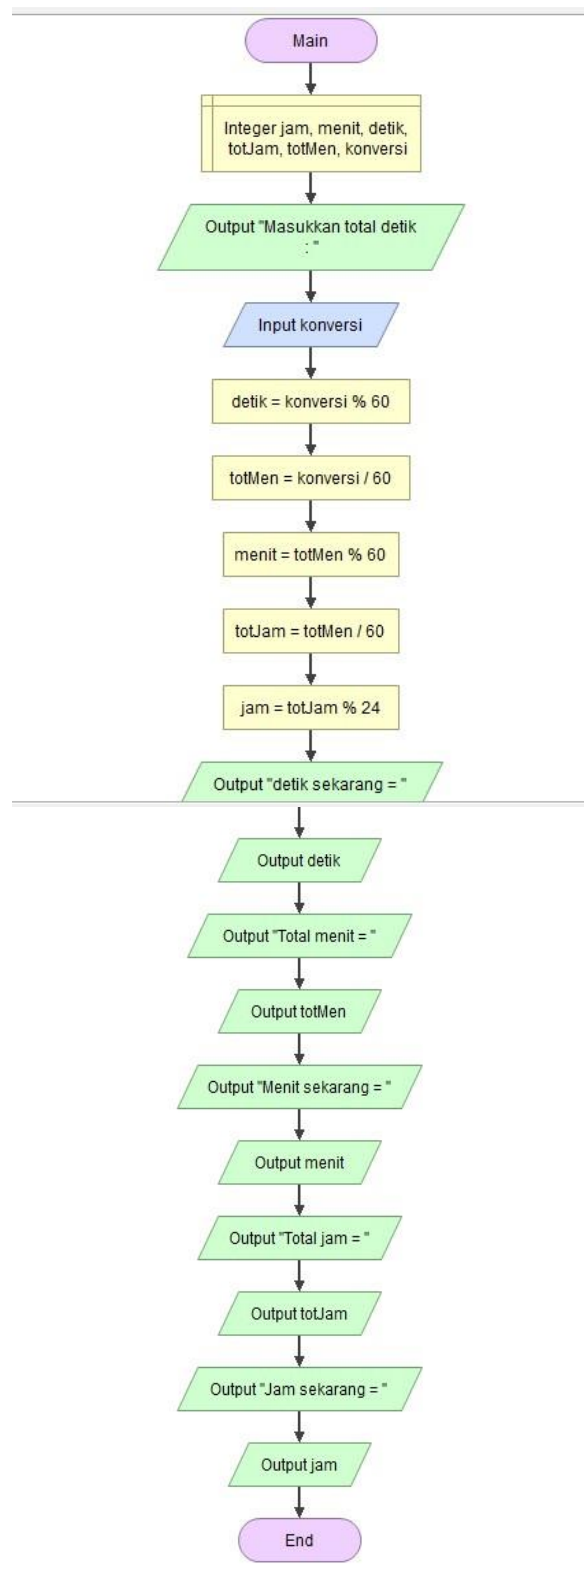 Main
Integer jam, menit, detik,
totJam, totMen, konversi
Output "Masukkan total detik
: "
Input konversi
detik = konversi % 60
totMen = konversi / 60
menit = totMen % 60
totJam = totMen / 60
jam = totJam % 24
Output "detik sekarang = "
Output detik
Output "Total menit = "
Output totMen
Output "Menit sekarang = "
Output menit
Output "Total jam = "
Output totJam
Output "Jam sekarang = "
Output jam
End